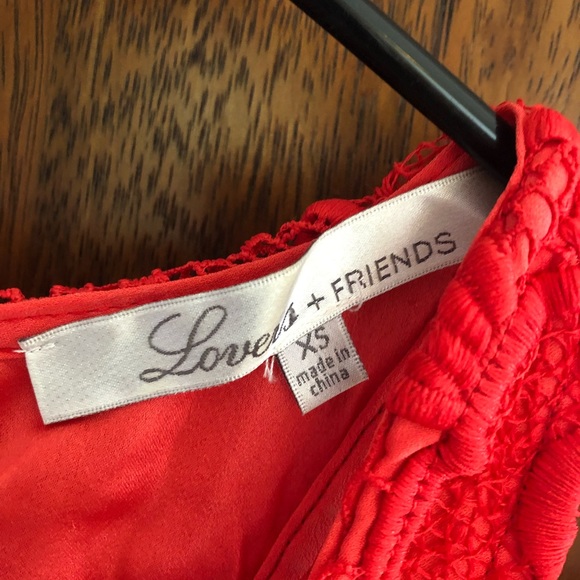 Lovers + FRIENDS
XS
made in
china